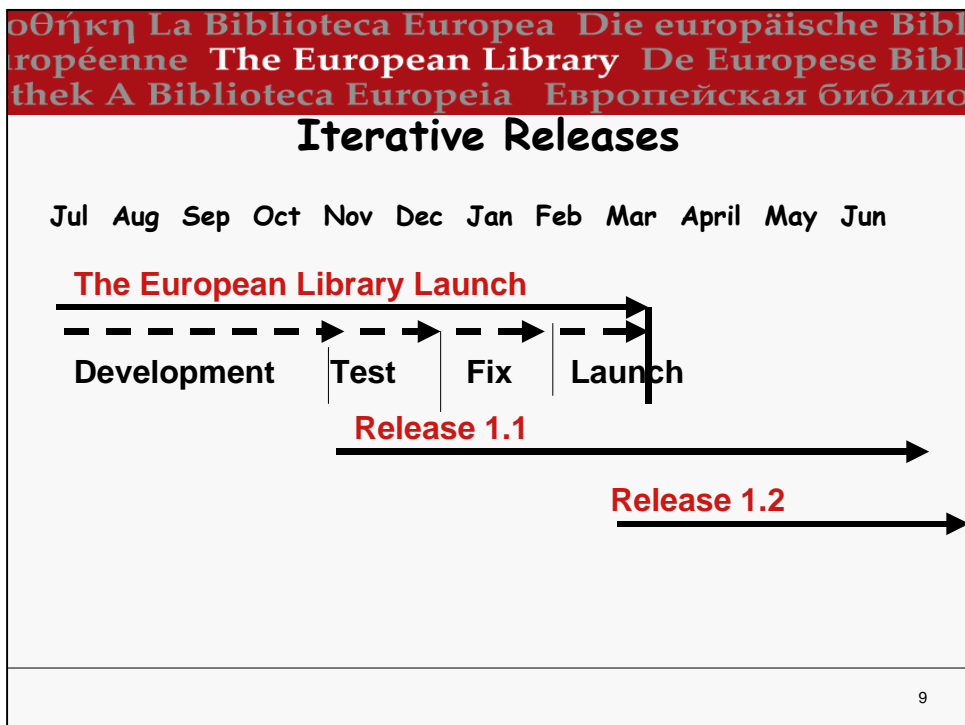 οθήκη La Biblioteca Europea Die europäische Bibl
ropéenne The European Library De Europese Bibl
thek A Biblioteca Europeia Европейская библио
Iterative Releases
Jul Aug Sep Oct Nov Dec Jan Feb Mar April May Jun
The European Library Launch
Development Test Fix Launch
Release 1.1
Release 1.2
9